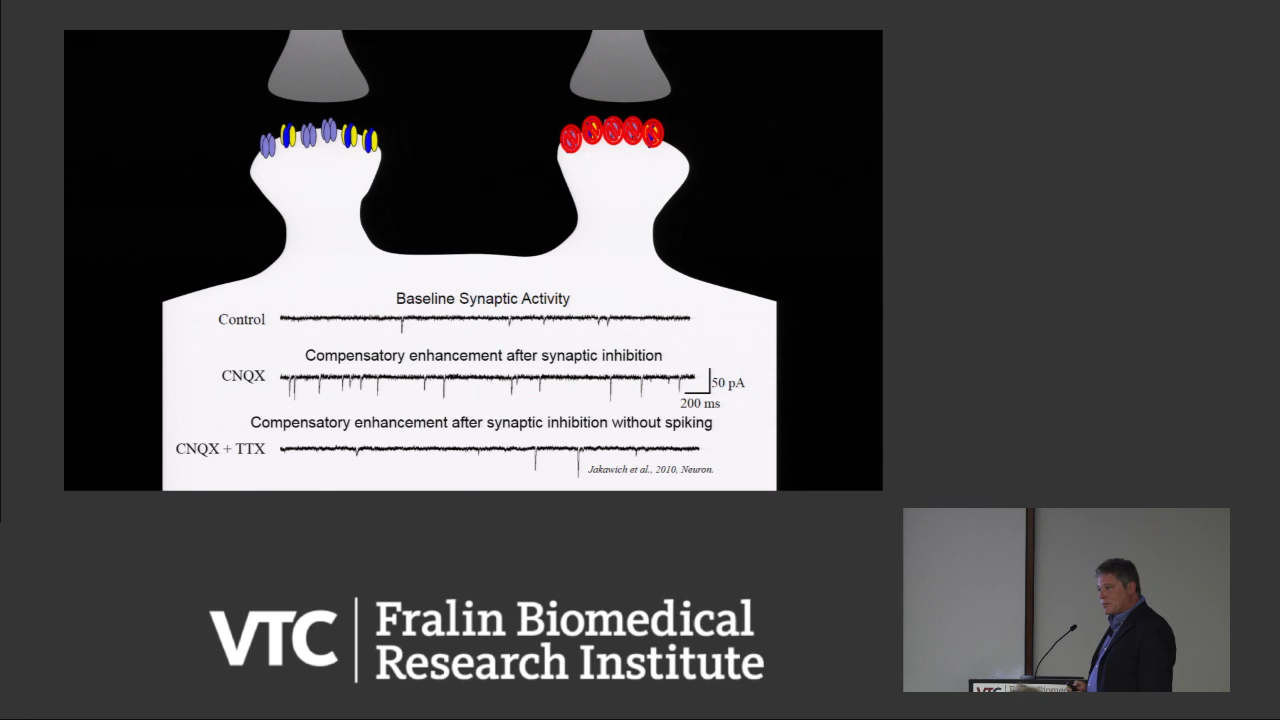 Baseline Synaptic Activity
Control
Compensatory enhancement after synaptic inhibition
CNQX
50 pA
200 ms
Compensatory enhancement after synaptic inhibition without spiking
CNQX + TTX
Jakawich et al., 2010, Neuron.
VTC
Fralin Biomedical
Research Institute
VTC